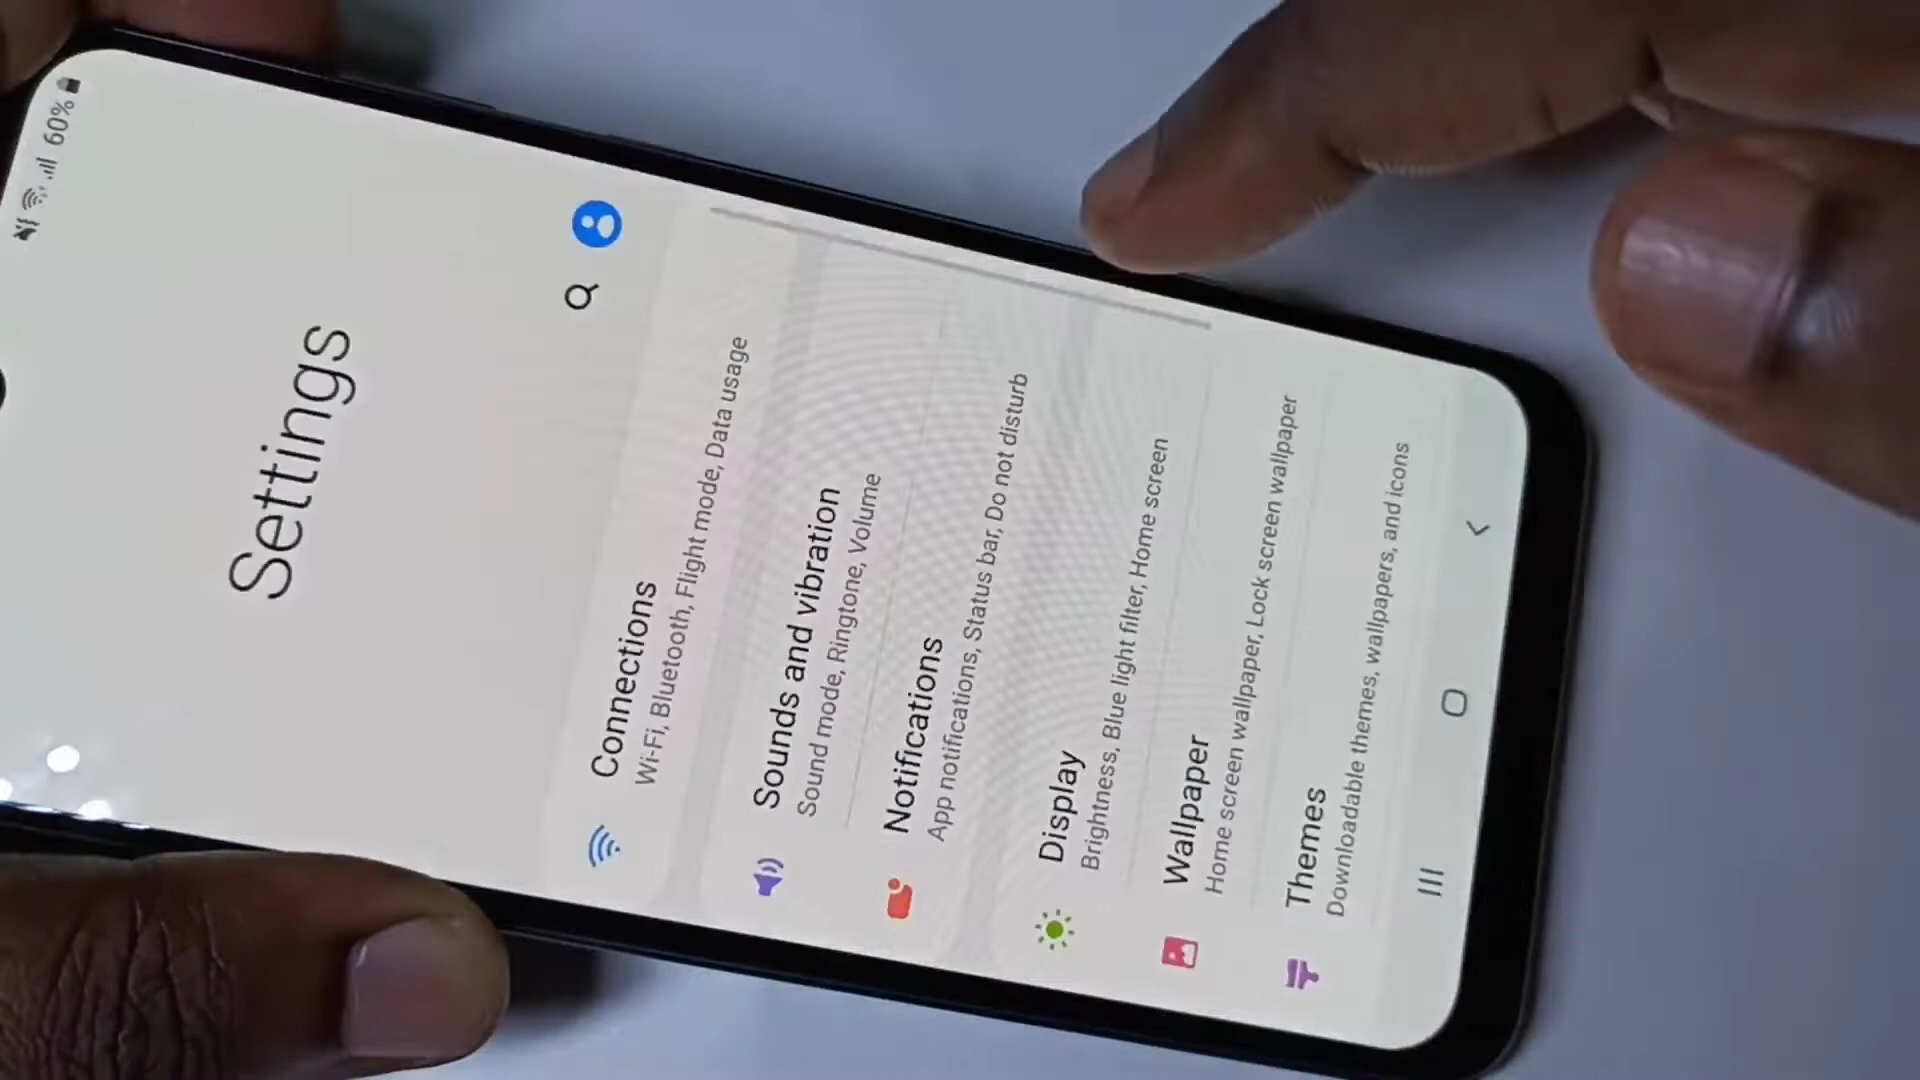 60%
Settings
Connections
Wi-Fi, Bluetooth, Flight mode, Data usage
Sounds and vibration
Sound mode, Ringtone, Volume
Notifications
App notifications, Status bar, Do not disturb
Display
Brightness, Blue light filter, Home screen
Wallpaper
Home screen wallpaper, Lock screen wallpaper
Themes
Downloadable themes, wallpapers, and icons